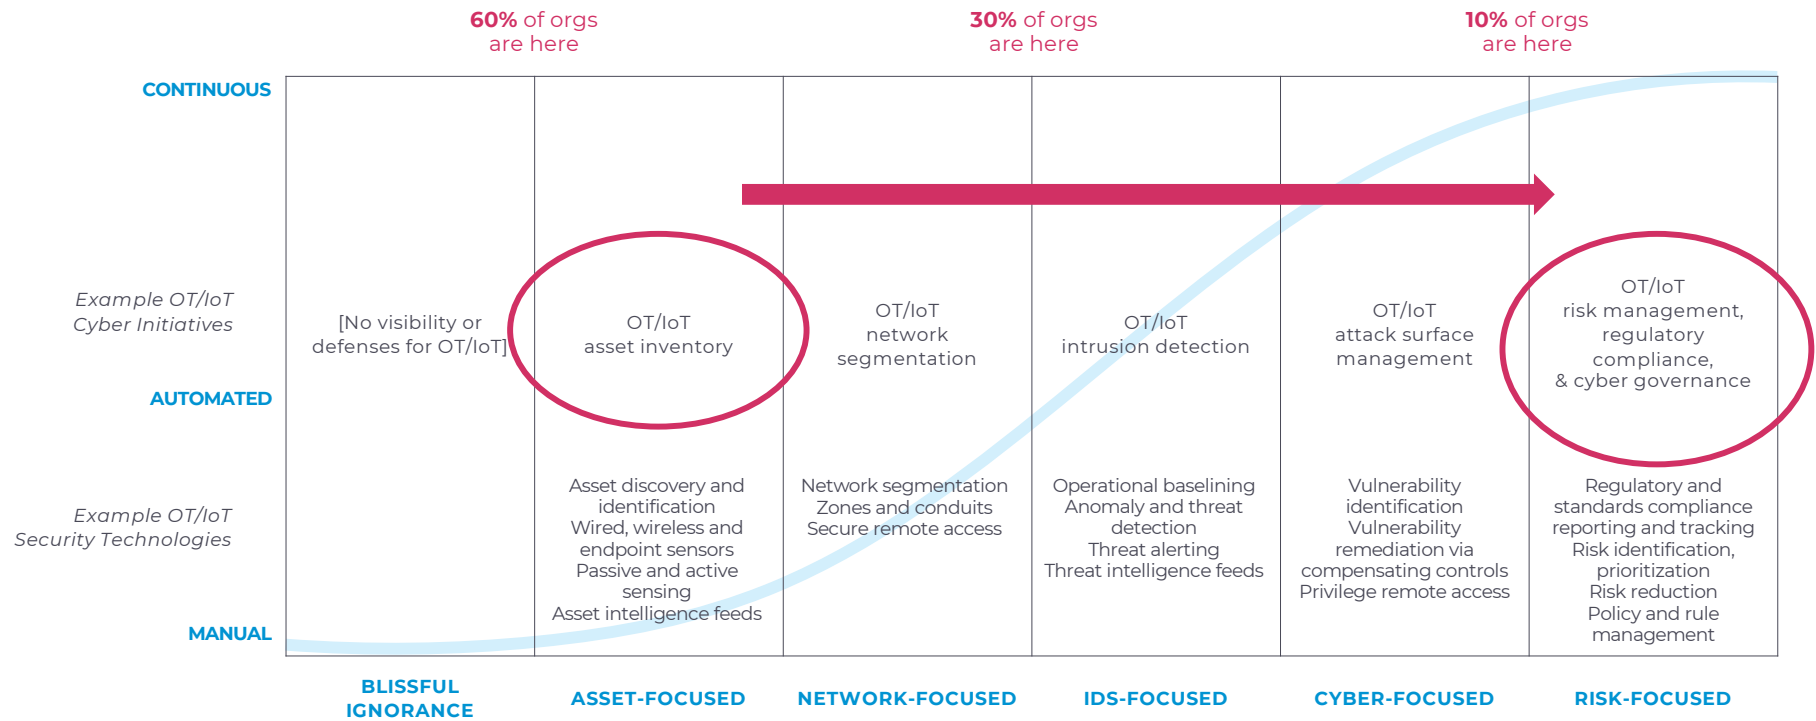 60% of orgs
are here
30% of orgs
are here
10% of orgs
are here
CONTINUOUS
Example OT/IoT
Cyber Initiatives
[No visibility or
defenses for OT/IoT]
OT/IoT
asset inventory
OT/IoT
network
segmentation
OT/IoT
intrusion detection
OT/IoT
attack surface
management
OT/IoT
risk management,
regulatory
compliance,
& cyber governance
AUTOMATED
Example OT/IoT
Security Technologies
Asset discovery and
identification
Wired, wireless and
endpoint sensors
Passive and active
sensing
Asset intelligence feeds
Network segmentation
Zones and conduits
Secure remote access
Operational baselining
Anomaly and threat
detection
Threat alerting
Threat intelligence feeds
Vulnerability
identification
Vulnerability
remediation via
compensating controls
Privilege remote access
Regulatory and
standards compliance
reporting and tracking
Risk identification,
prioritization
Risk reduction
Policy and rule
management
MANUAL
BLISSFUL
IGNORANCE
ASSET-FOCUSED
NETWORK-FOCUSED
IDS-FOCUSED
CYBER-FOCUSED
RISK-FOCUSED